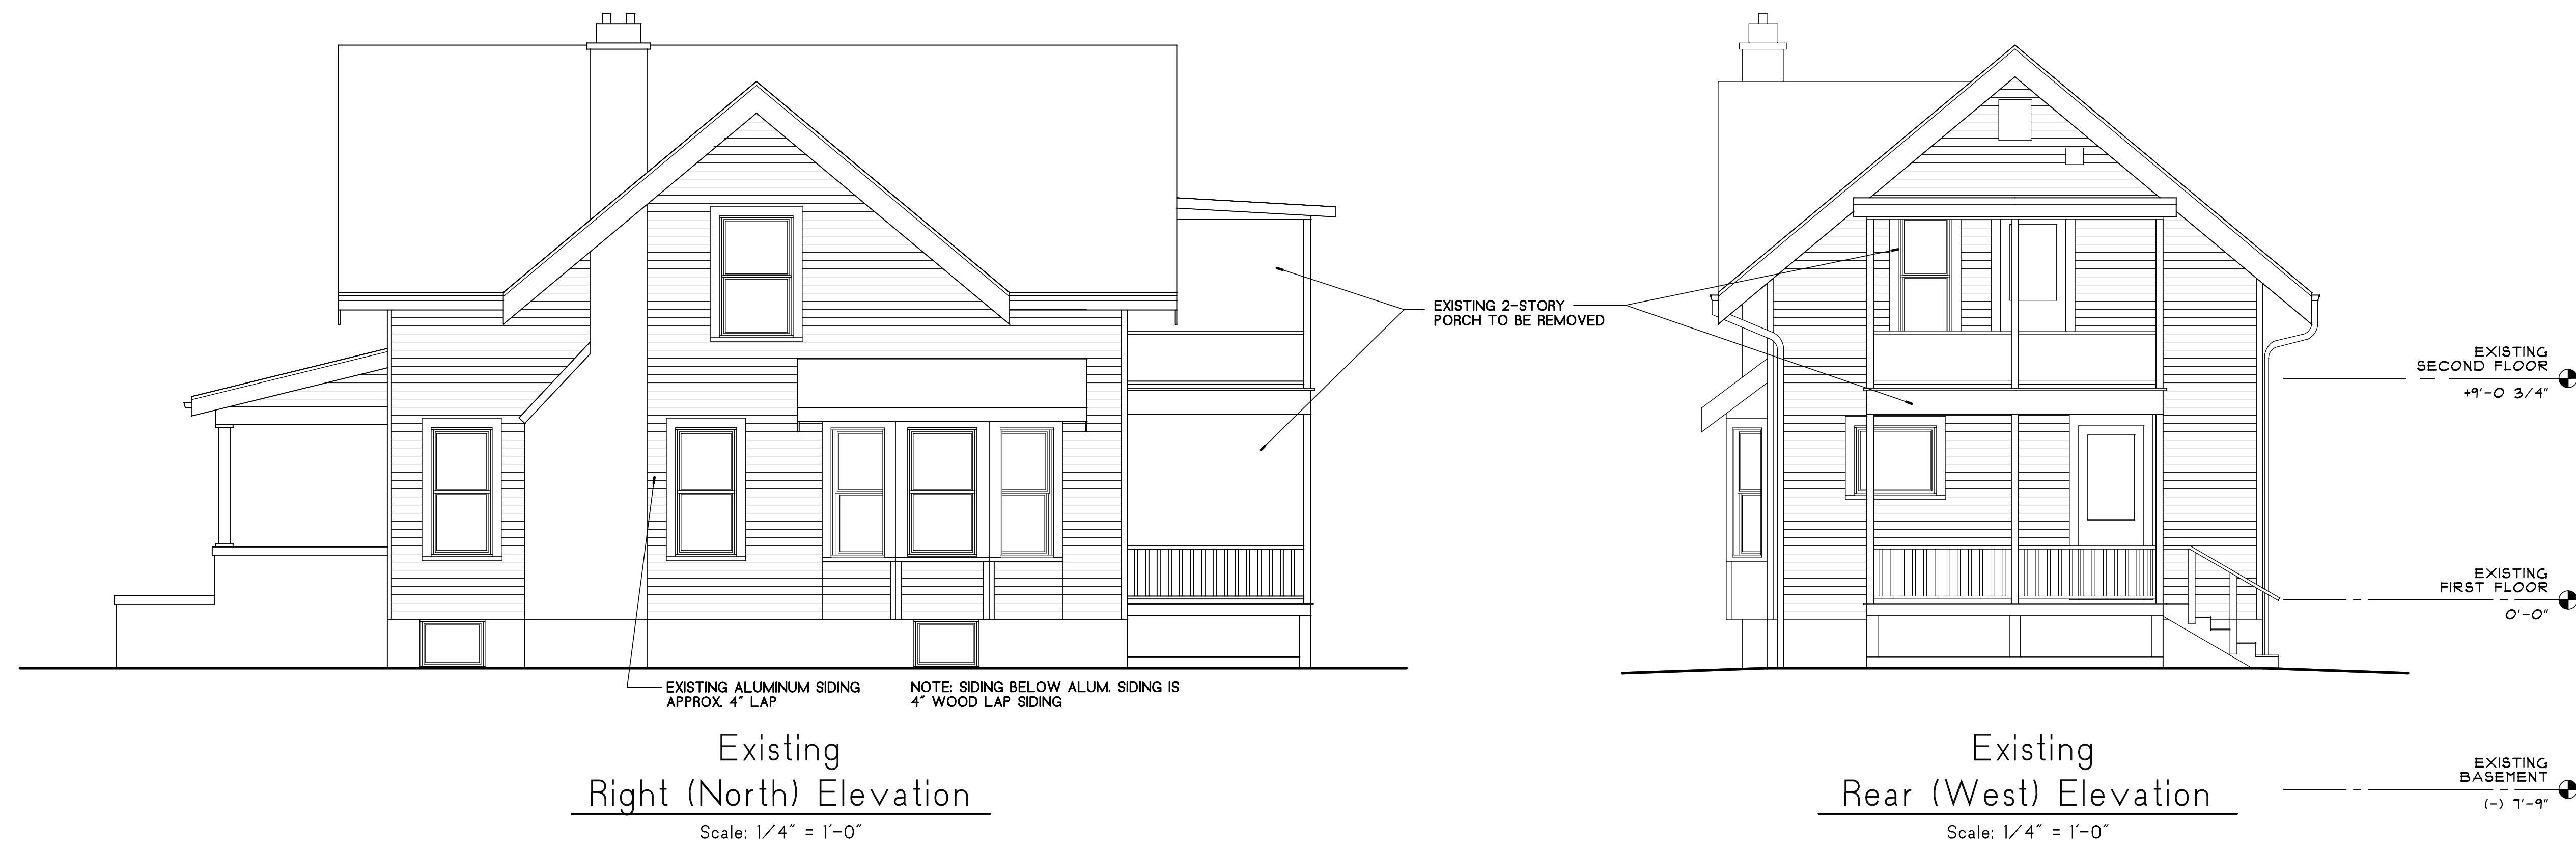 EXISTING 2-STORY
PORCH TO BE REMOVED
EXISTING
SECOND FLOOR
+9'-0 3/4"
EXISTING
FIRST FLOOR
0'-0"
EXISTING ALUMINUM SIDING
APPROX. 4" LAP
NOTE: SIDING BELOW ALUM. SIDING IS
4" WOOD LAP SIDING
Existing
Right (North) Elevation
Scale: 1/4" = 1'-0"
Existing
Rear (West) Elevation
Scale: 1/4" = 1'-0"
EXISTING
BASEMENT
(-) 7'-9"